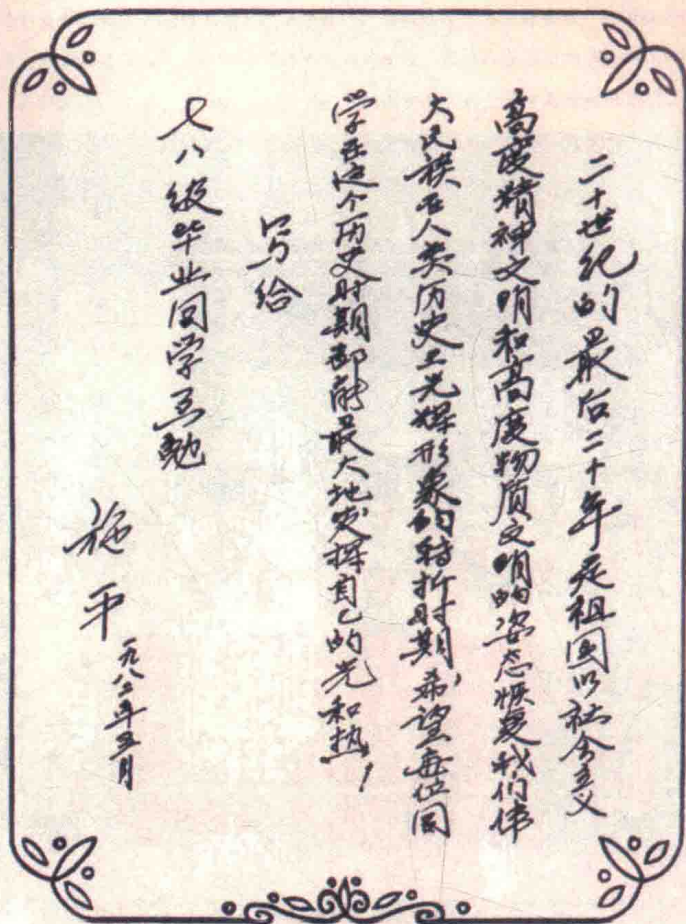 二十世纪的最后二十年是祖国以社会主义
高度精神文明和高度物质文明的姿态恢复我们伟
大民族在人类历史上光辉形象的转折时期，希望每位同
学在这个历史时期都能最大地发挥自己的光和热！
写给
七八级毕业同学互勉
施平
一九八二年五月